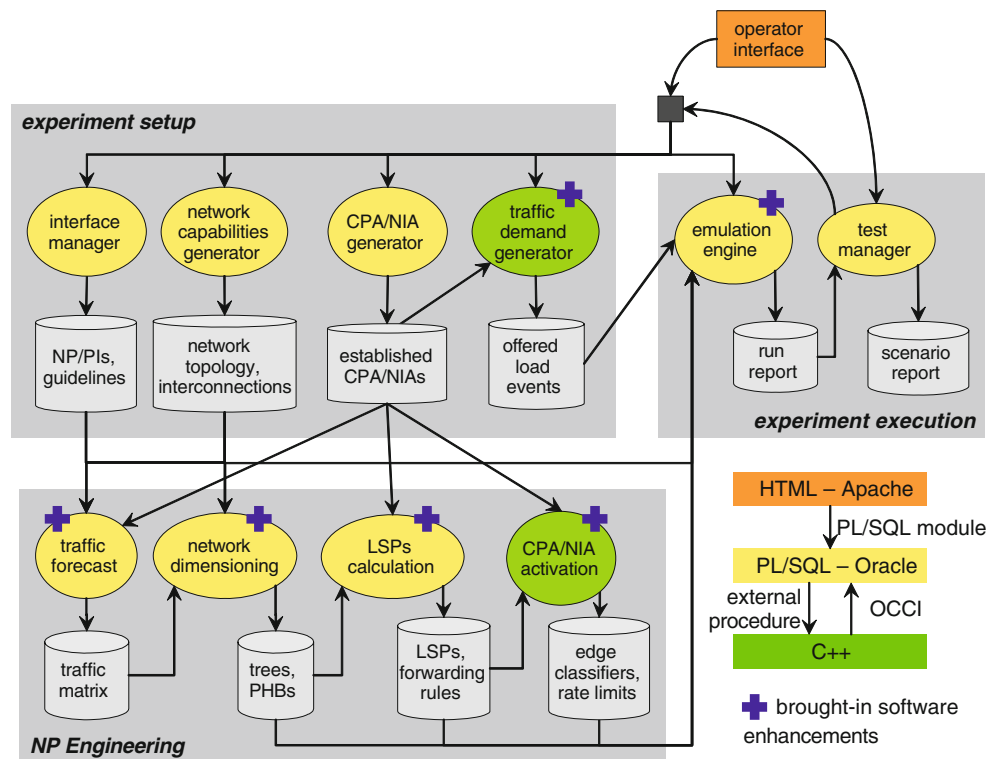 operator
interface
experiment setup
interface
manager
network
capabilities
generator
CPA/NIA
generator
traffic
demand
generator
emulation
engine
test
manager
NP/PIs,
guidelines
network
topology,
interconnections
established
CPA/NIAs
offered
load
events
run
report
scenario
report
experiment execution
traffic
forecast
network
dimensioning
LSPs
calculation
CPA/NIA
activation
traffic
matrix
trees,
PHBs
LSPs,
forwarding
rules
edge
classifiers,
rate limits
NP Engineering
HTML – Apache
PL/SQL module
PL/SQL – Oracle
external
procedure
OCCI
C++
brought-in software
enhancements